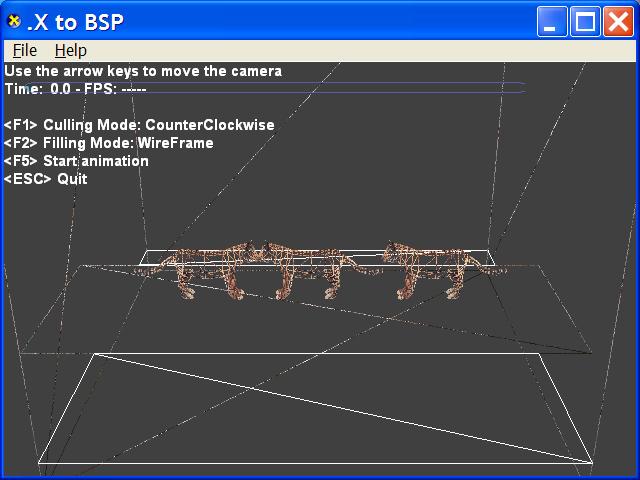 .X to BSP
File Help
Use the arrow keys to move the camera
Time: 0.0 - FPS: -----
<F1> Culling Mode: CounterClockwise
<F2> Filling Mode: WireFrame
<F5> Start animation
<ESC> Quit